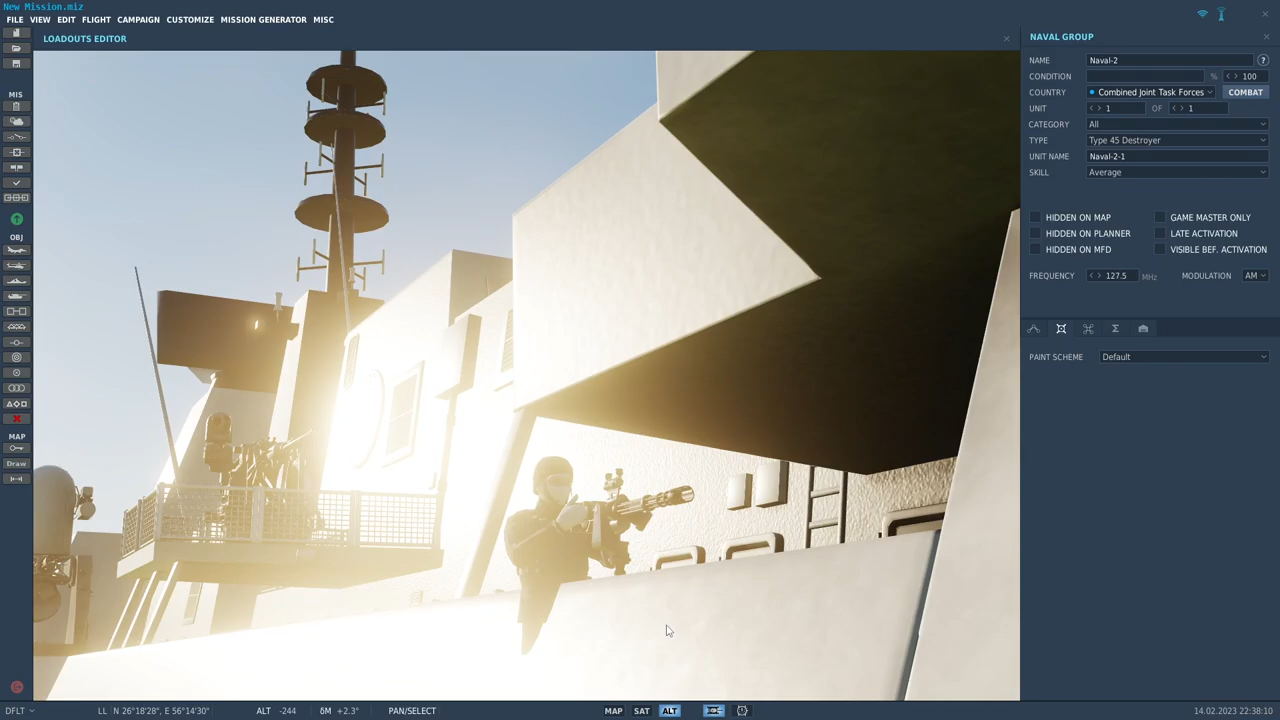 New Mission.miz
FILE VIEW EDIT FLIGHT CAMPAIGN CUSTOMIZE MISSION GENERATOR MISC
LOADOUTS EDITOR
MIS
OBJ
MAP
Draw
NAVAL GROUP
NAME Naval-2 ?
CONDITION % < > 100
COUNTRY Combined Joint Task Forces COMBAT
UNIT < > 1 OF < > 1
CATEGORY All
TYPE Type 45 Destroyer
UNIT NAME Naval-2-1
SKILL Average
HIDDEN ON MAP GAME MASTER ONLY
HIDDEN ON PLANNER LATE ACTIVATION
HIDDEN ON MFD VISIBLE BEF. ACTIVATION
FREQUENCY < > 127.5 MHz MODULATION AM
PAINT SCHEME Default
DFLT LL N 26°18'28", E 56°14'30" ALT -244 δM +2.3° PAN/SELECT MAP SAT ALT 14.02.2023 22:38:10